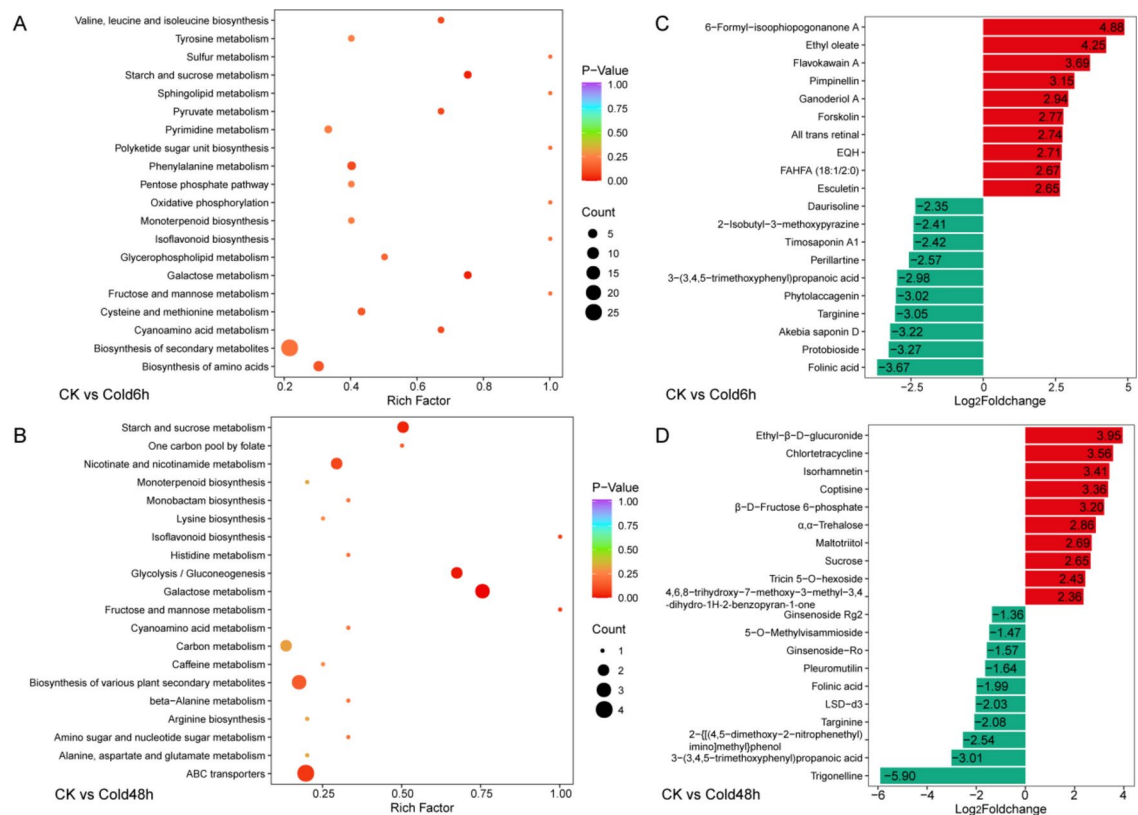 A
Valine, leucine and isoleucine biosynthesis
Tyrosine metabolism
Sulfur metabolism
Starch and sucrose metabolism
Sphingolipid metabolism
Pyruvate metabolism
Pyrimidine metabolism
Polyketide sugar unit biosynthesis
Phenylalanine metabolism
Pentose phosphate pathway
Oxidative phosphorylation
Monoterpenoid biosynthesis
Isoflavonoid biosynthesis
Glycerophospholipid metabolism
Galactose metabolism
Fructose and mannose metabolism
Cysteine and methionine metabolism
Cyanoamino acid metabolism
Biosynthesis of secondary metabolites
Biosynthesis of amino acids
0.2 0.4 0.6 0.8 1.0
CK vs Cold6h
Rich Factor
P−Value
1.00
0.75
0.50
0.25
0.00
Count
5
10
15
20
25
B
Starch and sucrose metabolism
One carbon pool by folate
Nicotinate and nicotinamide metabolism
Monoterpenoid biosynthesis
Monobactam biosynthesis
Lysine biosynthesis
Isoflavonoid biosynthesis
Histidine metabolism
Glycolysis / Gluconeogenesis
Galactose metabolism
Fructose and mannose metabolism
Cyanoamino acid metabolism
Carbon metabolism
Caffeine metabolism
Biosynthesis of various plant secondary metabolites
beta−Alanine metabolism
Arginine biosynthesis
Amino sugar and nucleotide sugar metabolism
Alanine, aspartate and glutamate metabolism
ABC transporters
0.25 0.50 0.75 1.00
CK vs Cold48h
Rich Factor
P−Value
1.00
0.75
0.50
0.25
0.00
Count
1
2
3
4
C
6−Formyl−isoophiopogonanone A 4.88
Ethyl oleate 4.25
Flavokawain A 3.69
Pimpinellin 3.15
Ganoderiol A 2.94
Forskolin 2.77
All trans retinal 2.74
EQH 2.71
FAHFA (18:1/2:0) 2.67
Esculetin 2.65
Daurisoline −2.35
2−Isobutyl−3−methoxypyrazine −2.41
Timosaponin A1 −2.42
Perillartine −2.57
3−(3,4,5−trimethoxyphenyl)propanoic acid −2.98
Phytolaccagenin −3.02
Targinine −3.05
Akebia saponin D −3.22
Protobioside −3.27
Folinic acid −3.67
−2.5 0 2.5 5.0
CK vs Cold6h
Log2Foldchange
D
Ethyl−β−D−glucuronide 3.95
Chlortetracycline 3.56
Isorhamnetin 3.41
Coptisine 3.36
β−D−Fructose 6−phosphate 3.20
α,α−Trehalose 2.86
Maltotriitol 2.69
Sucrose 2.65
Tricin 5−O−hexoside 2.43
4,6,8−trihydroxy−7−methoxy−3−methyl−3,4 2.36
−dihydro−1H−2−benzopyran−1−one
Ginsenoside Rg2 −1.36
5−O−Methylvisammioside −1.47
Ginsenoside−Ro −1.57
Pleuromutilin −1.64
Folinic acid −1.99
LSD−d3 −2.03
Targinine −2.08
2−{[(4,5−dimethoxy−2−nitrophenethyl) −2.54
imino]methyl}phenol
3−(3,4,5−trimethoxyphenyl)propanoic acid −3.01
Trigonelline −5.90
−6 −4 −2 0 2 4
CK vs Cold48h
Log2Foldchange